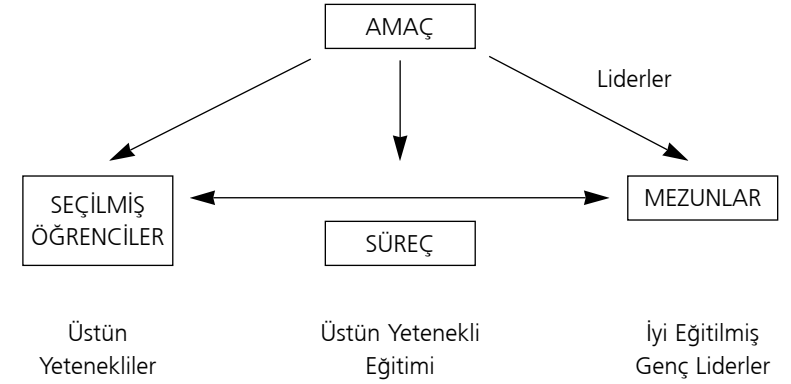 AMAÇ
Liderler
SEÇİLMİŞ
ÖĞRENCİLER
MEZUNLAR
SÜREÇ
Üstün
Yetenekliler
Üstün Yetenekli
Eğitimi
İyi Eğitilmiş
Genç Liderler